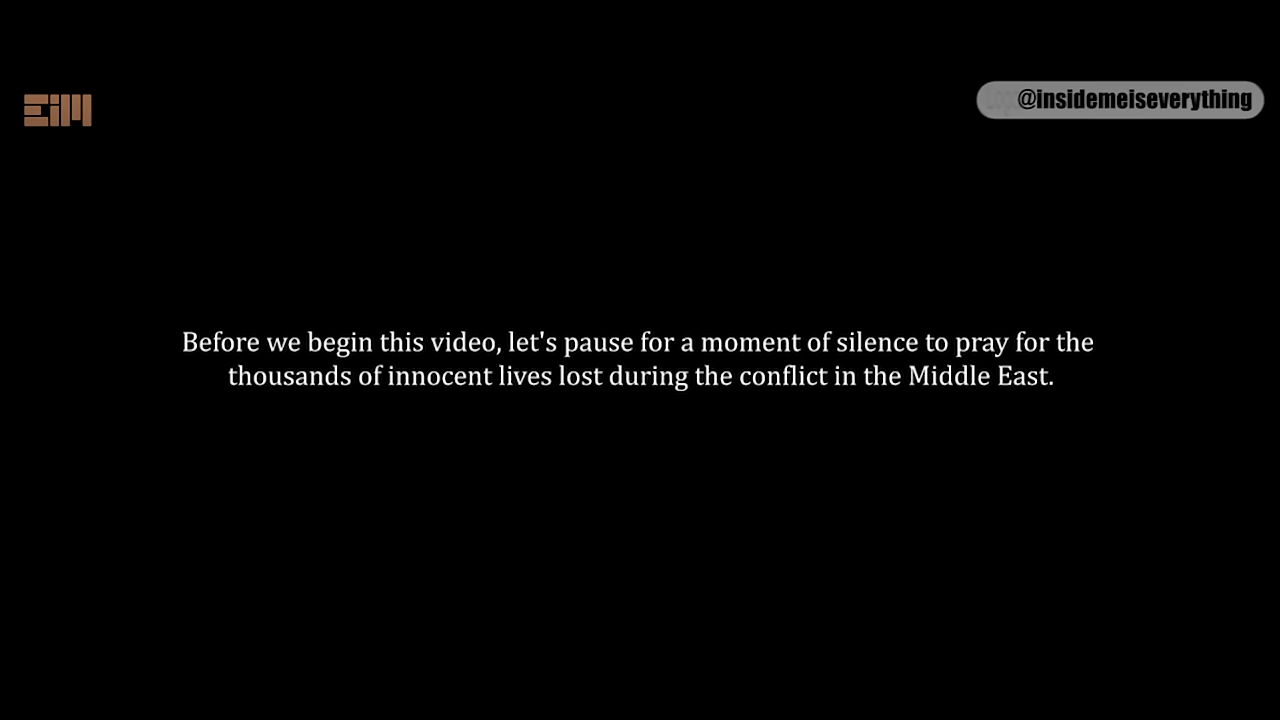 EiM
@insidemeiseverything
Before we begin this video, let's pause for a moment of silence to pray for the
thousands of innocent lives lost during the conflict in the Middle East.